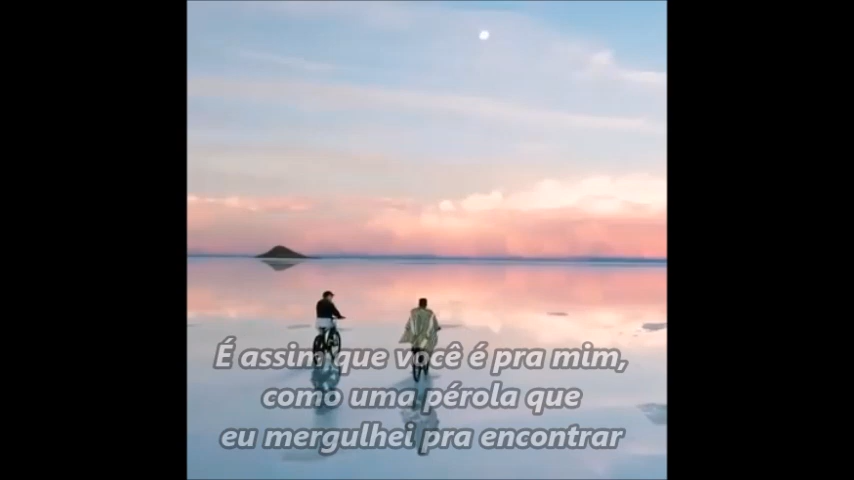 É assim que você é pra mim,
como uma pérola que
eu mergulhei pra encontrar